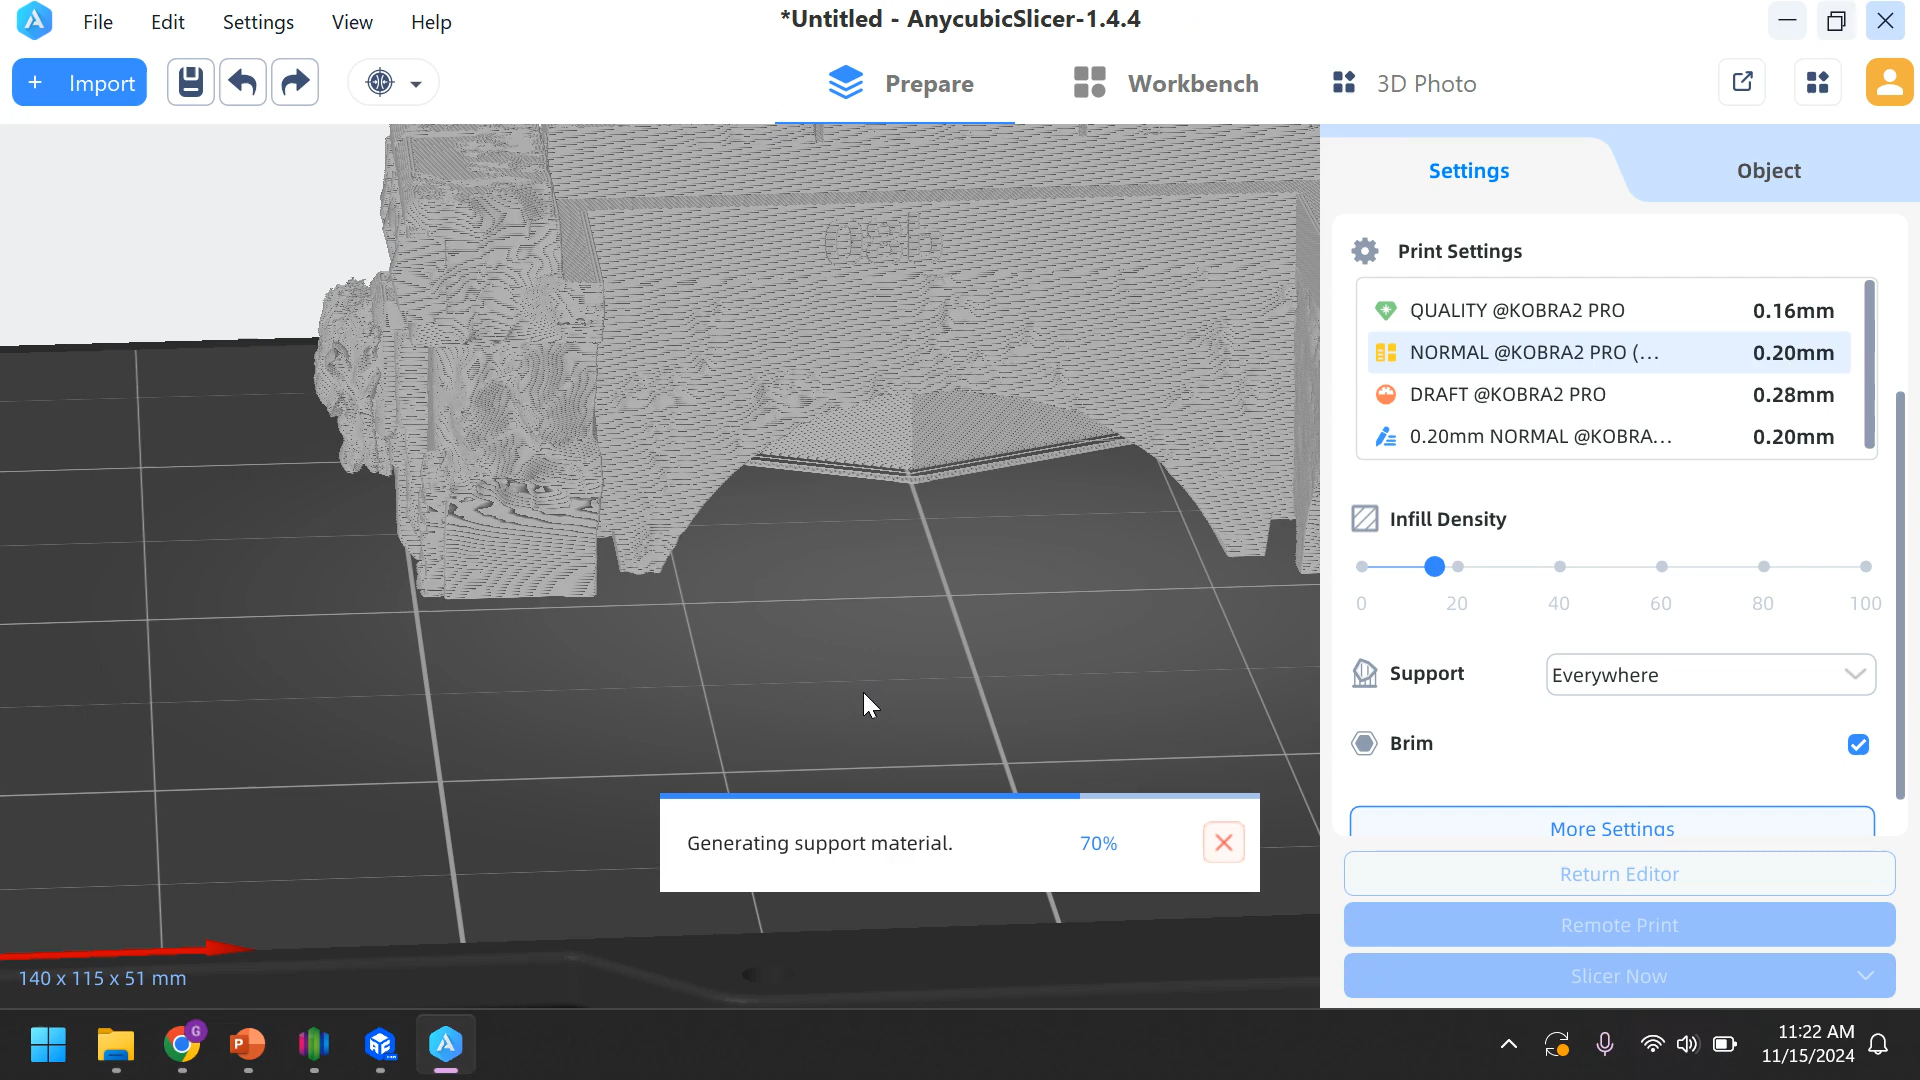 *Untitled - AnycubicSlicer-1.4.4
File Edit Settings View Help
+ Import
Prepare
Workbench
3D Photo
Settings
Object
Print Settings
QUALITY @KOBRA2 PRO 0.16mm
NORMAL @KOBRA2 PRO (... 0.20mm
DRAFT @KOBRA2 PRO 0.28mm
0.20mm NORMAL @KOBRA... 0.20mm
Infill Density
0 20 40 60 80 100
Support Everywhere
Brim
More Settings
Return Editor
Remote Print
Slicer Now
Generating support material. 70%
140 x 115 x 51 mm
G
P
11:22 AM
11/15/2024